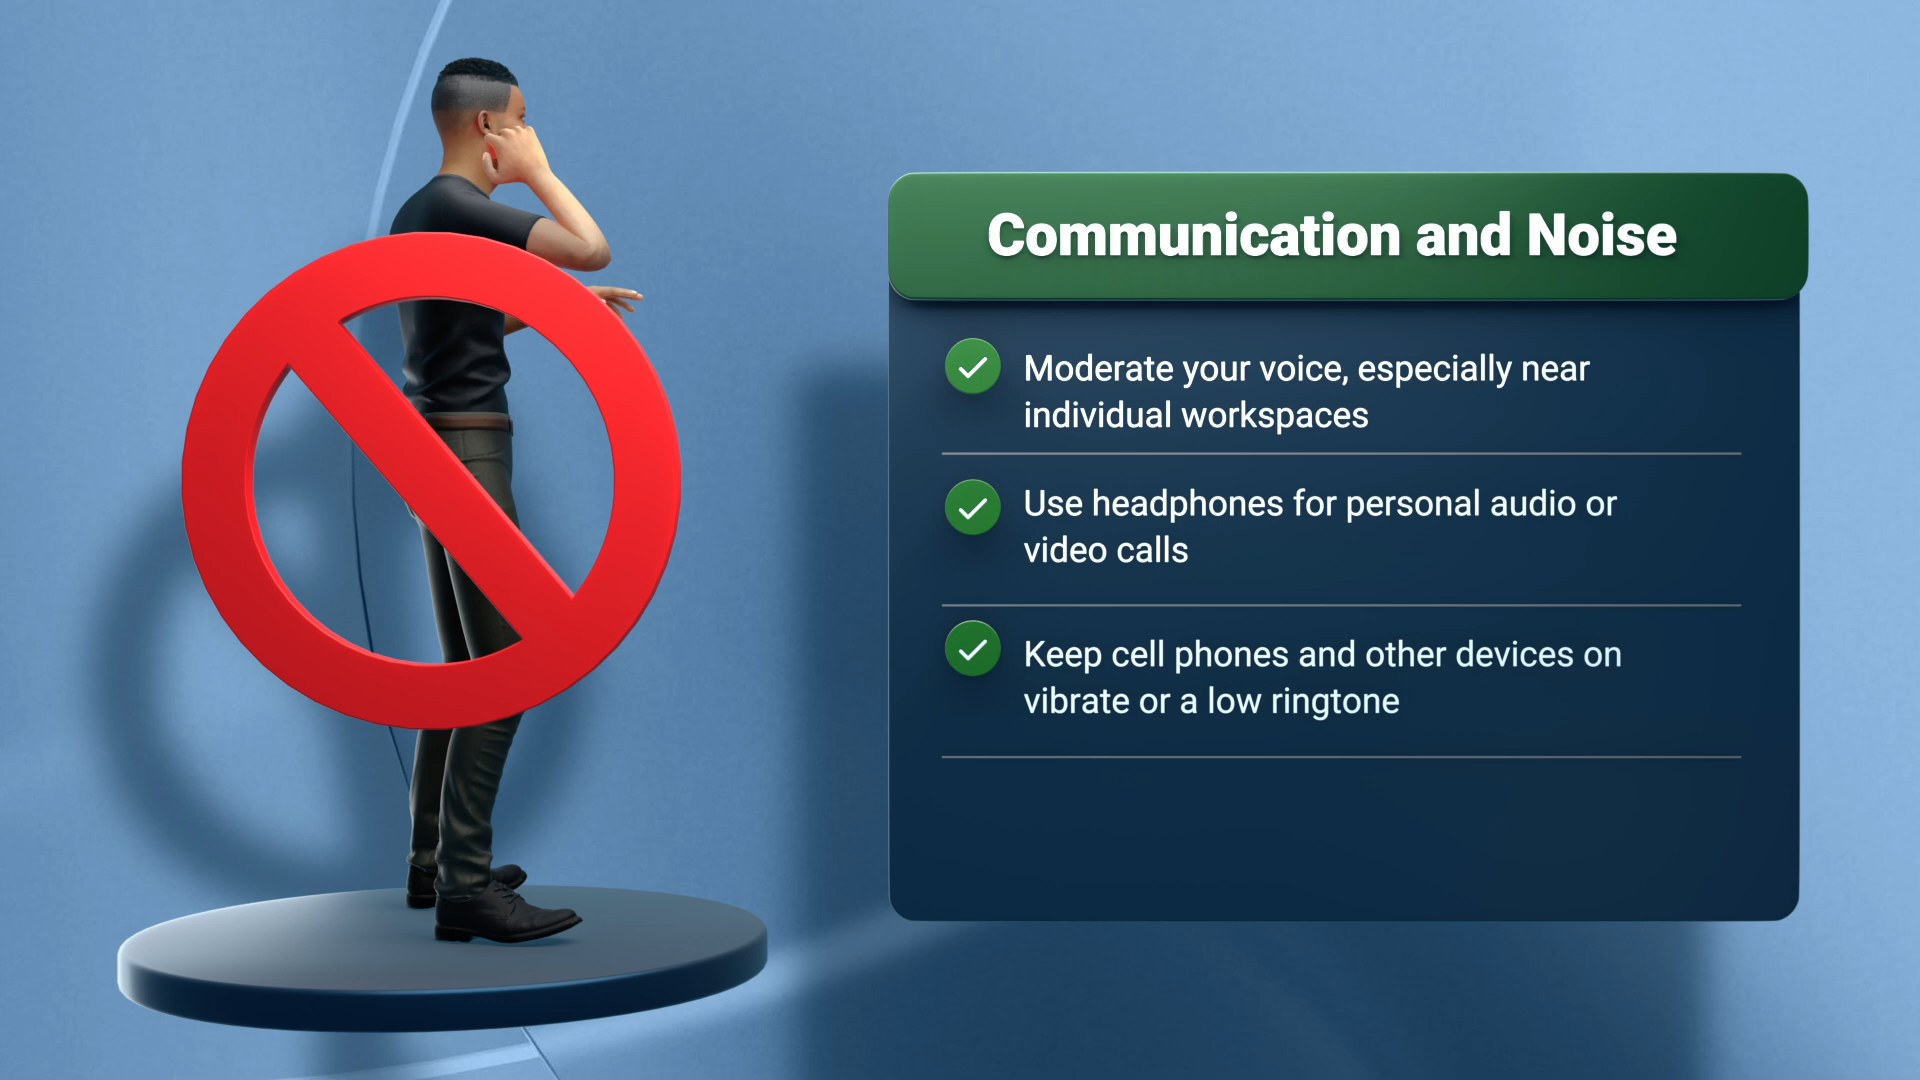 Communication and Noise
Moderate your voice, especially near
individual workspaces
Use headphones for personal audio or
video calls
Keep cell phones and other devices on
vibrate or a low ringtone